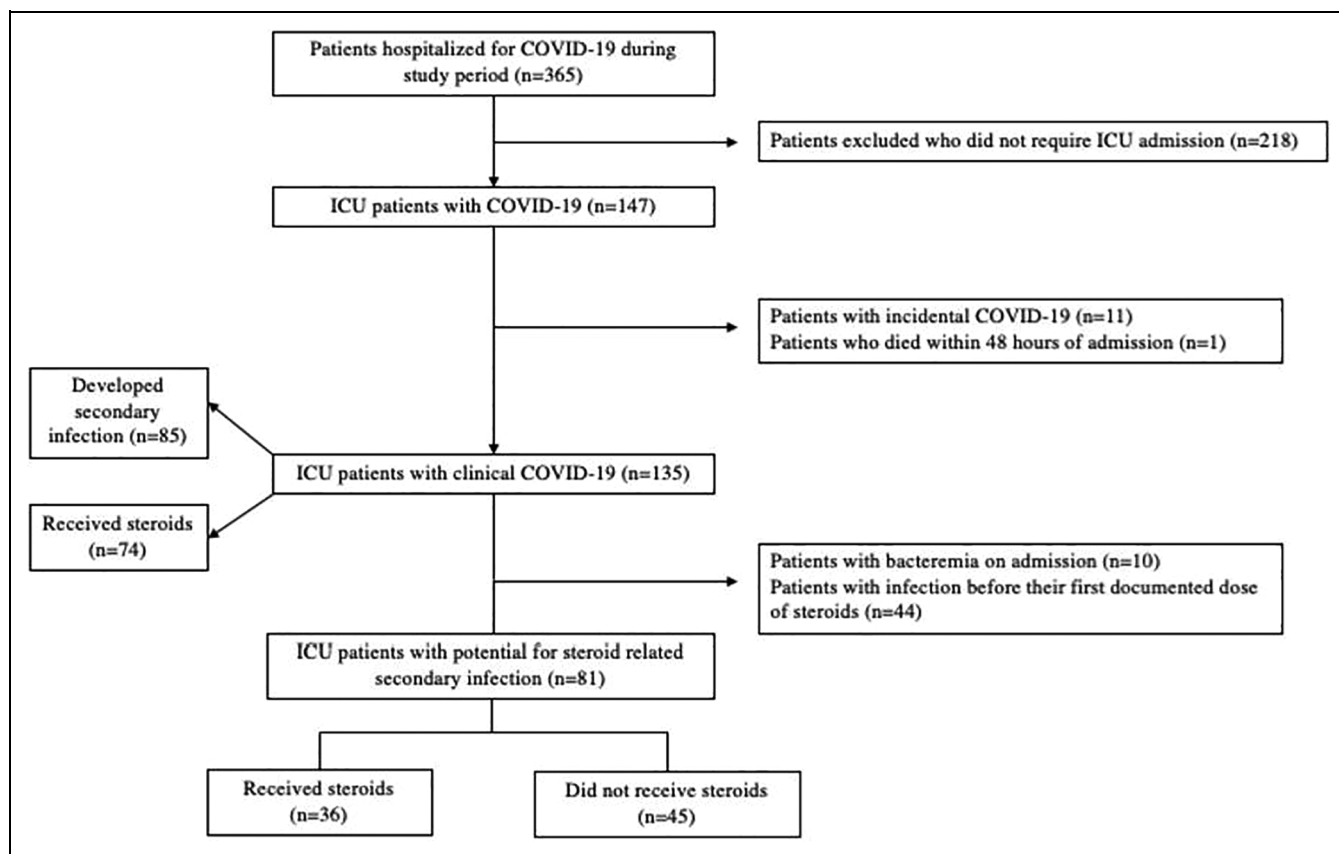 Patients hospitalized for COVID-19 during
study period (n=365)
Patients excluded who did not require ICU admission (n=218)
ICU patients with COVID-19 (n=147)
Patients with incidental COVID-19 (n=11)
Patients who died within 48 hours of admission (n=1)
Developed
secondary
infection (n=85)
ICU patients with clinical COVID-19 (n=135)
Received steroids
(n=74)
Patients with bacteremia on admission (n=10)
Patients with infection before their first documented dose
of steroids (n=44)
ICU patients with potential for steroid related
secondary infection (n=81)
Received steroids
(n=36)
Did not receive steroids
(n=45)